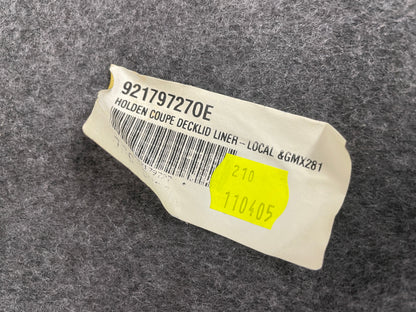 921797270E
HOLDEN COUPE DECKLID LINER - LOCAL &GMX281
210
110405